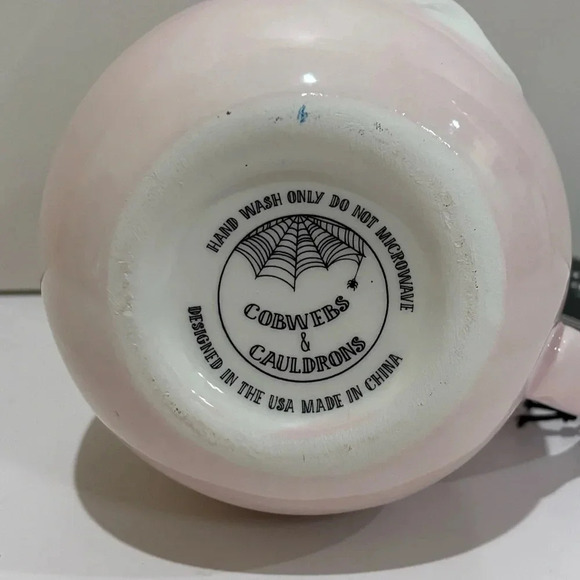 HAND WASH ONLY DO NOT MICROWAVE
COBWEBS
&
CAULDRONS
DESIGNED IN THE USA MADE IN CHINA